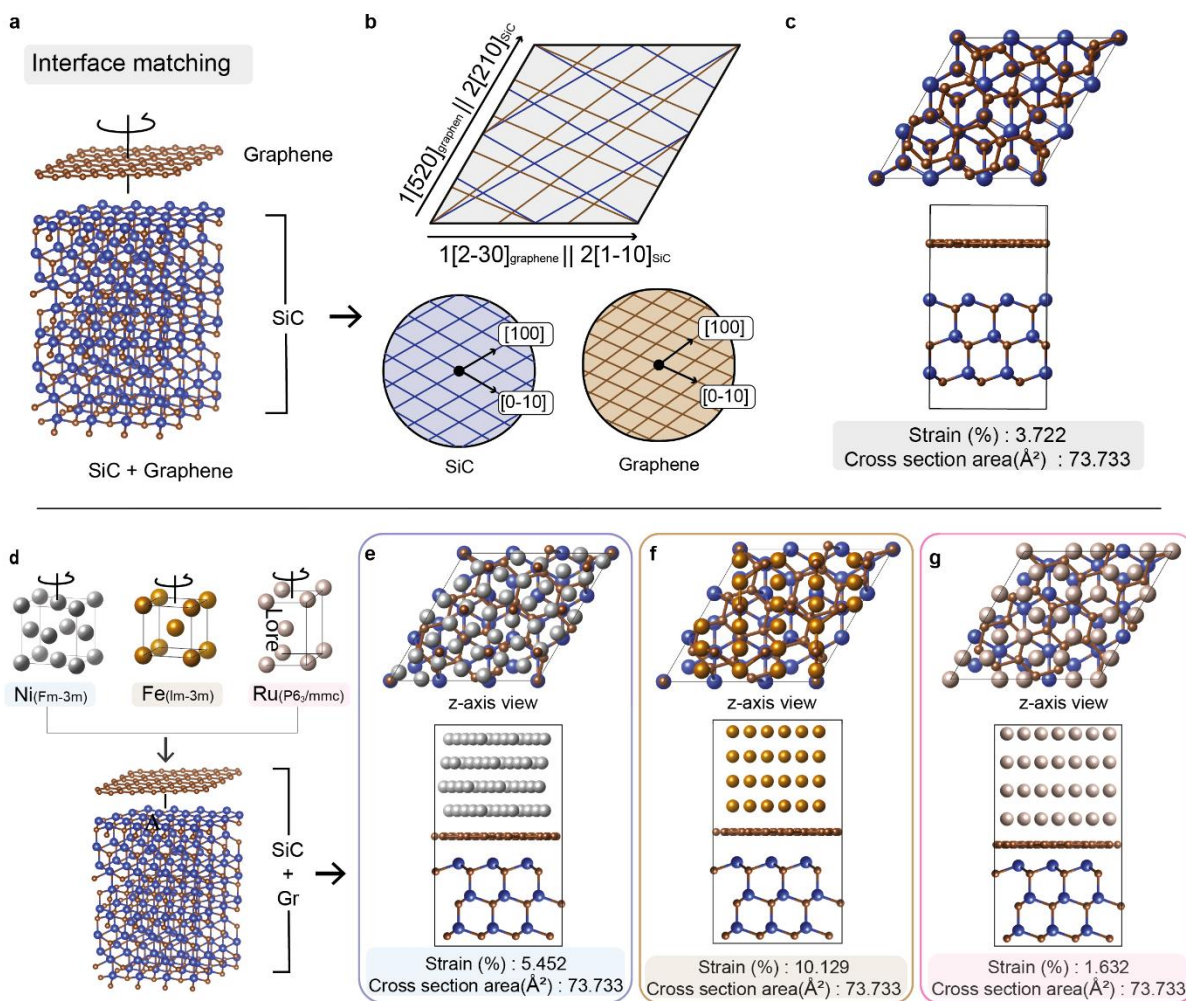 a
Interface matching
Graphene
SiC
SiC + Graphene
b
1[520]graphen || 2[210]SiC
1[2-30]graphene || 2[1-10]SiC
[100]
[0-10]
SiC
[100]
[0-10]
Graphene
c
Strain (%) : 3.722
Cross section area(Å²) : 73.733
d
Lore
Ni(Fm-3m)
Fe(Im-3m)
Ru(P6₃/mmc)
A
SiC
+
Gr
e
z-axis view
Strain (%) : 5.452
Cross section area(Å²) : 73.733
f
z-axis view
Strain (%) : 10.129
Cross section area(Å²) : 73.733
g
z-axis view
Strain (%) : 1.632
Cross section area(Å²) : 73.733